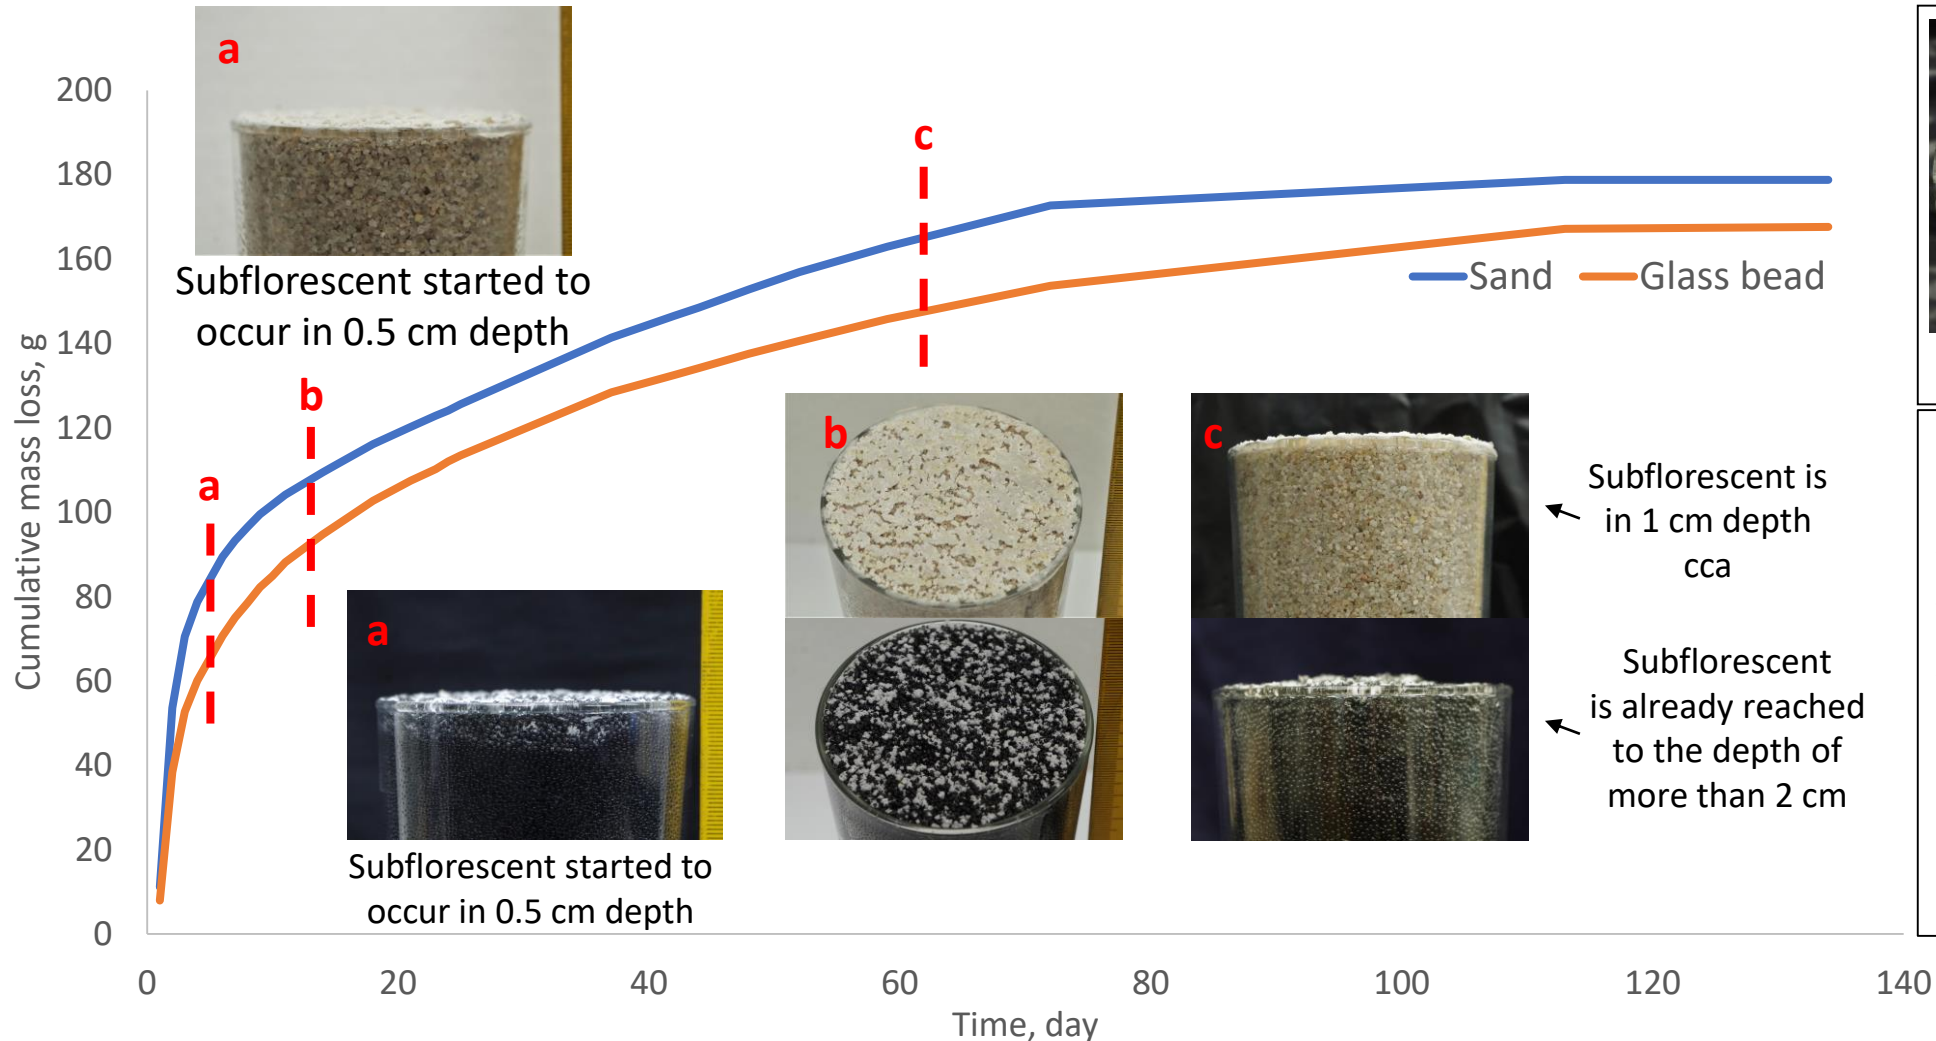 a
Subflorescent started to
occur in 0.5 cm depth
200
180
160
140
120
100
80
60
40
20
0
Cumulative mass loss, g
a
b
c
Sand
Glass bead
a
Subflorescent started to
occur in 0.5 cm depth
b
c
Subflorescent is
in 1 cm depth
cca
Subflorescent
is already reached
to the depth of
more than 2 cm
0
20
40
60
80
100
120
140
Time, day